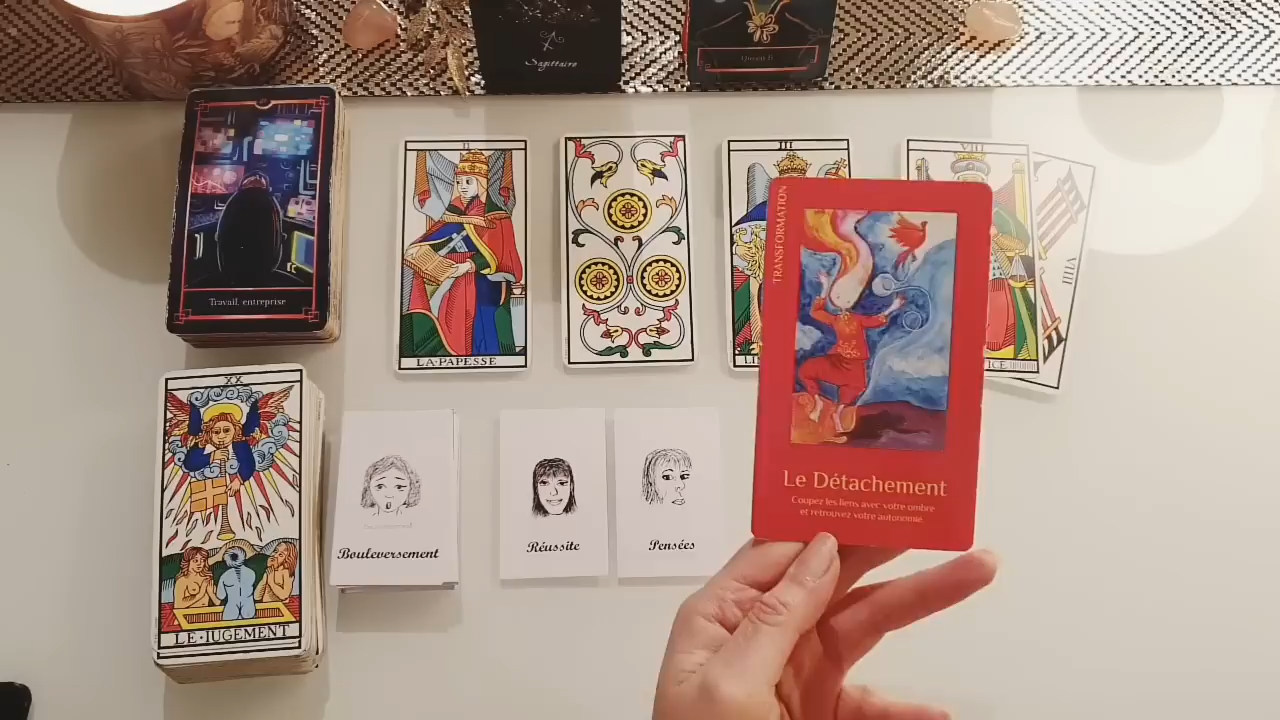 Sagittaire
Travail, entreprise
II
LA·PAPESSE
III
VIII
VIIII
TRANSFORMATION
Le Détachement
Coupez les liens avec votre ombre
et retrouvez votre autonomie.
XX
LE·JUGEMENT
Bouleversement
Réussite
Pensées